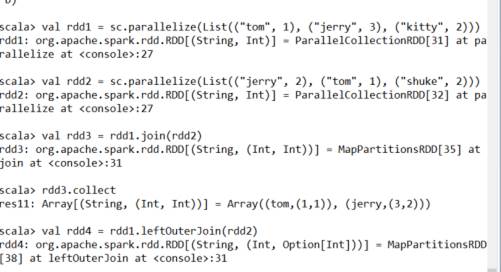 scala> val rdd1 = sc.parallelize(List(("tom", 1), ("jerry", 3), ("kitty", 2)))
rdd1: org.apache.spark.rdd.RDD[(String, Int)] = ParallelCollectionRDD[31] at pa
rallelize at <console>:27
scala> val rdd2 = sc.parallelize(List(("jerry", 2), ("tom", 1), ("shuke", 2)))
rdd2: org.apache.spark.rdd.RDD[(String, Int)] = ParallelCollectionRDD[32] at pa
rallelize at <console>:27
scala> val rdd3 = rdd1.join(rdd2)
rdd3: org.apache.spark.rdd.RDD[(String, (Int, Int))] = MapPartitionsRDD[35] at
join at <console>:31
scala> rdd3.collect
res11: Array[(String, (Int, Int))] = Array((tom,(1,1)), (jerry,(3,2)))
scala> val rdd4 = rdd1.leftOuterJoin(rdd2)
rdd4: org.apache.spark.rdd.RDD[(String, (Int, Option[Int]))] = MapPartitionsRDD
[38] at leftOuterJoin at <console>:31